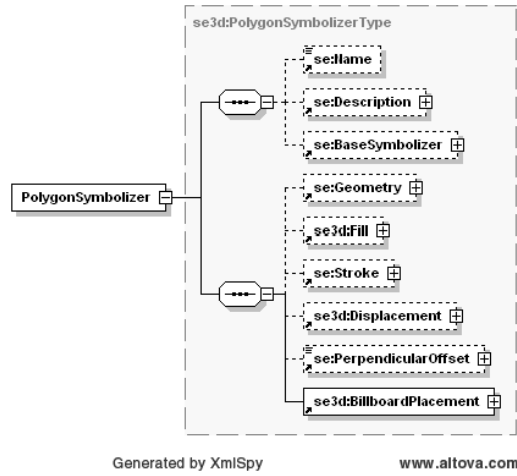 se3d:PolygonSymbolizerType
se:Name
se:Description
se:BaseSymbolizer
PolygonSymbolizer
se:Geometry
se3d:Fill
se:Stroke
se3d:Displacement
se:PerpendicularOffset
se3d:BillboardPlacement
Generated by XmlSpy www.altova.com